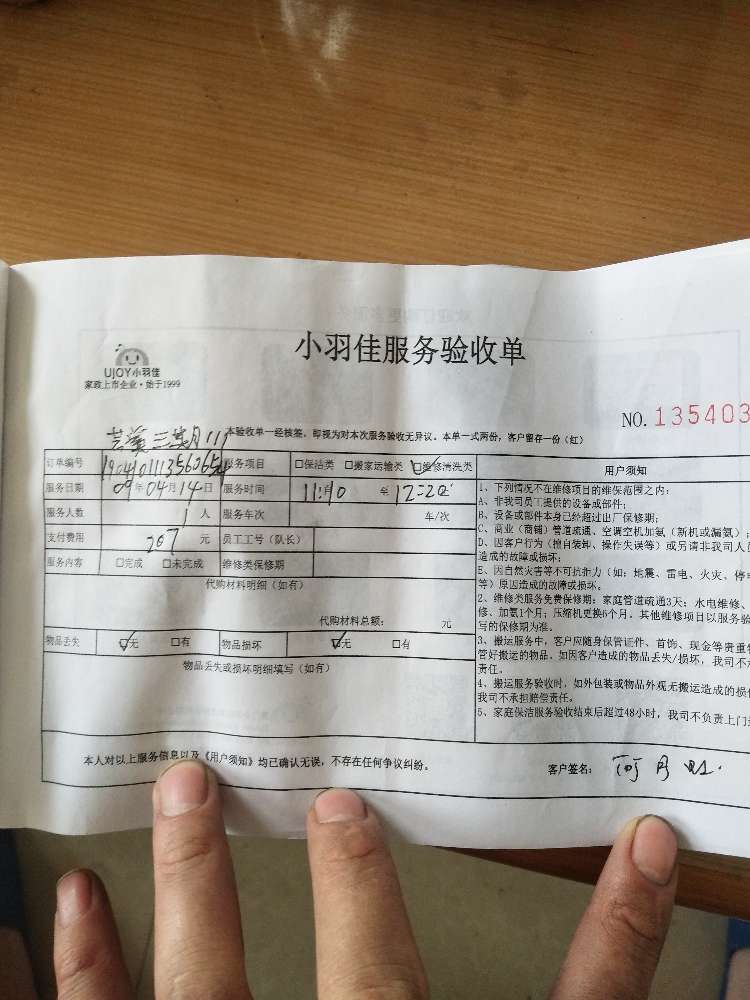 小羽佳服务验收单
UJOY小羽佳
家政上市企业·始于1999
NO.135403
本验收单一经核签，即视为对本次服务验收无异议。本单一式两份，客户留存一份（红）
订单编号 服务项目 □保洁类 □搬家运输类 ☑维修清洗类 用户须知
服务日期 年04月14日 服务时间 11:10 至 12:20
服务人数 1 人 服务车次 车/次
支付费用 207 元 员工工号（队长）
服务内容 □完成 □未完成 维修类保修期
代购材料明细（如有）
代购材料总额： 元
物品丢失 ☑无 □有 物品损坏 ☑无 □有
物品丢失或损坏明细填写（如有）
1、下列情况不在维修项目的维保范围之内：
A、非我司员工提供的设备或部件；
B、设备或部件本身已经超过出厂保修期；
C、商业（商铺）管道疏通、空调空机加氨（新机或漏氨）；
D、因客户行为（擅自装卸、操作失误等）或另请非我司人员
造成的故障或损坏；
E、因自然灾害等不可抗拒力（如：地震、雷电、火灾、停电
等）原因造成的故障或损坏。
2、维修类服务免费保修期：家庭管道疏通3天；水电维修、
修、加氨1个月；压缩机更换6个月。其他维修项目以服务验
写的保修期为准。
3、搬运服务中，客户应随身保管证件、首饰、现金等贵重物
管好搬运的物品。如因客户造成的物品丢失/损坏，我司不承
责任。
4、搬运服务验收时，如外包装或物品外观无搬运造成的损
我司不承担赔偿责任。
5、家庭保洁服务验收结束后超过48小时，我司不负责上门
本人对以上服务信息以及《用户须知》均已确认无误，不存在任何争议纠纷。
客户签名：